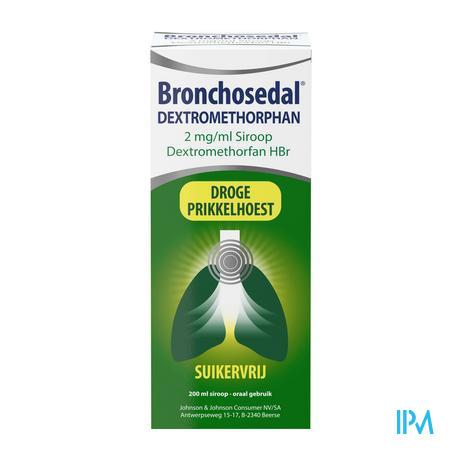 Bronchosedal®
DEXTROMETHORPHAN
2 mg/ml Siroop
Dextromethorfan HBr
DROGE
PRIKKELHOEST
SUIKERVRIJ
200 ml siroop - oraal gebruik
Johnson & Johnson Consumer NV/SA
Antwerpseweg 15-17, B-2340 Beerse
IPM